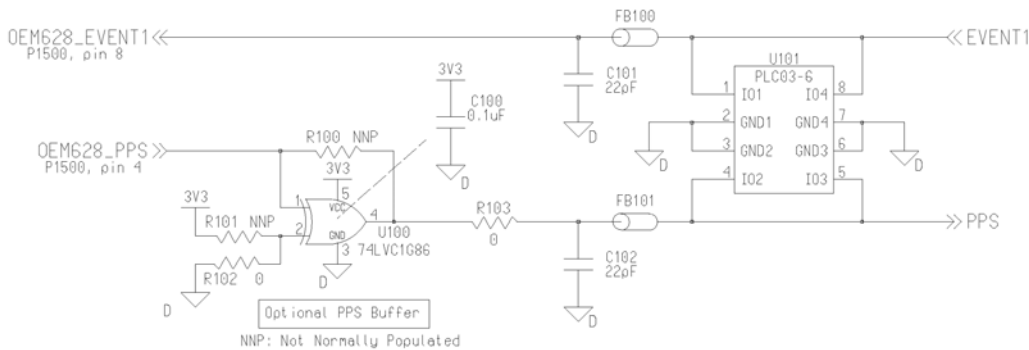 FB100
OEM628_EVENT1
EVENT1
P1500, pin 8
U101
PLC03-6
3V3
C101
22pF
C100
0.1uF
1 IO1 IO4 8
2 GND1 GND4 7
3 GND2 GND3 6
4 IO2 IO3 5
D
D
D
D
R100 NNP
OEM628_PPS
P1500, pin 4
3V3
5
VCC
1
2
4
GND
3
U100
74LVC1G86
3V3
R101 NNP
R102 0
D
D
R103
0
FB101
PPS
C102
22pF
D
Optional PPS Buffer
NNP: Not Normally Populated